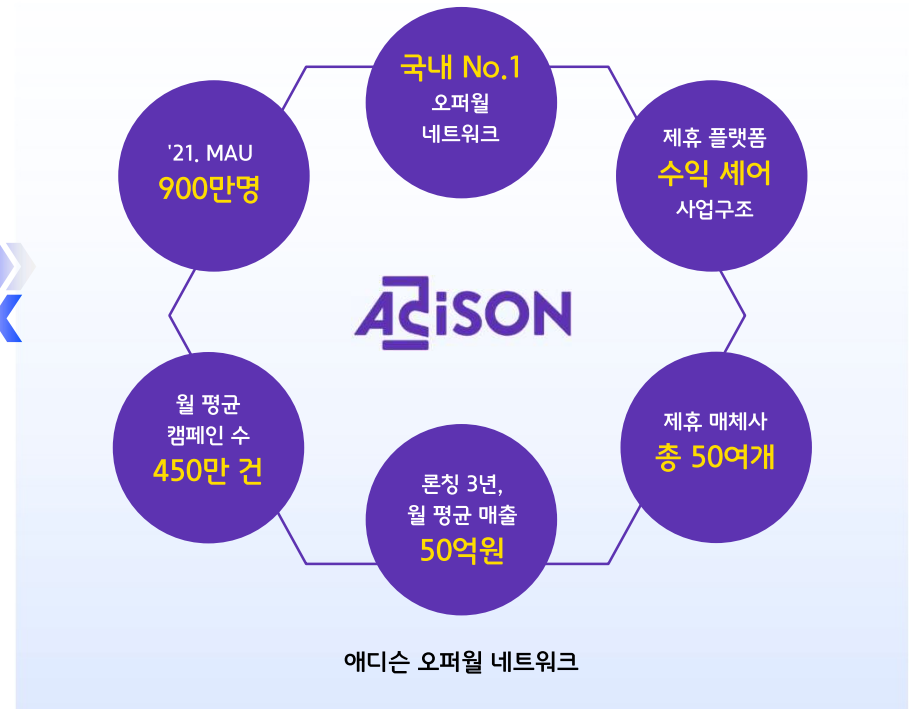 국내 No.1
오퍼월
네트워크
'21. MAU
900만명
제휴 플랫폼
수익 셰어
사업구조
ADiSON
월 평균
캠페인 수
450만 건
제휴 매체사
총 50여개
론칭 3년,
월 평균 매출
50억원
애디슨 오퍼월 네트워크